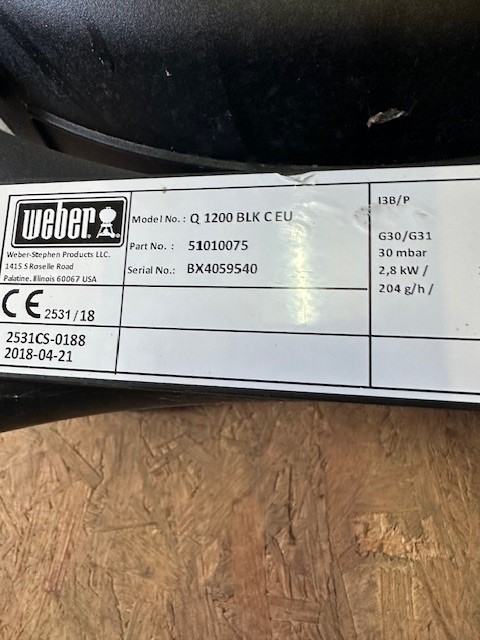 weber
Weber-Stephen Products LLC.
1415 S Roselle Road
Palatine. Illinois 60067 USA
CE 2531/18
2531CS-0188
2018-04-21
Model No.: Q 1200 BLK C EU
Part No.: 51010075
Serial No.: BX4059540
I3B/P
G30/G31
30 mbar
2,8 kW /
204 g/h /